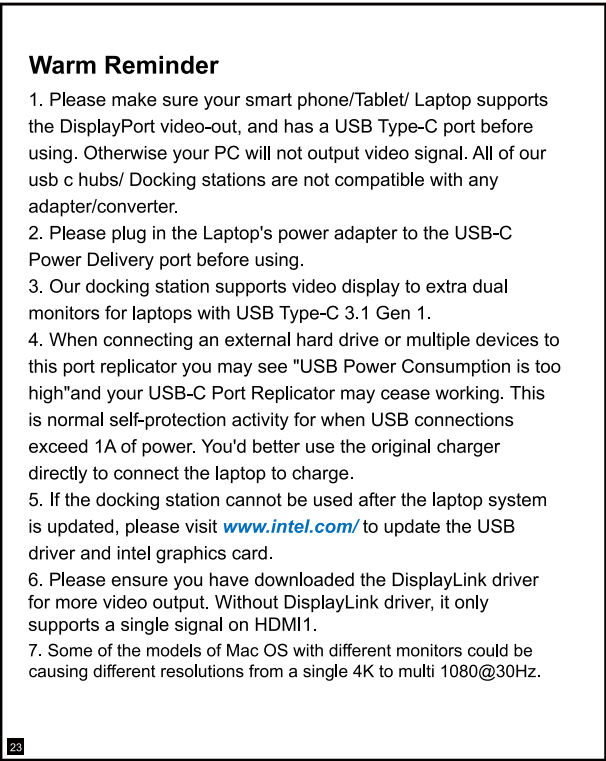 Warm Reminder
1. Please make sure your smart phone/Tablet/ Laptop supports
the DisplayPort video-out, and has a USB Type-C port before
using. Otherwise your PC will not output video signal. All of our
usb c hubs/ Docking stations are not compatible with any
adapter/converter.
2. Please plug in the Laptop's power adapter to the USB-C
Power Delivery port before using.
3. Our docking station supports video display to extra dual
monitors for laptops with USB Type-C 3.1 Gen 1.
4. When connecting an external hard drive or multiple devices to
this port replicator you may see "USB Power Consumption is too
high"and your USB-C Port Replicator may cease working. This
is normal self-protection activity for when USB connections
exceed 1A of power. You'd better use the original charger
directly to connect the laptop to charge.
5. If the docking station cannot be used after the laptop system
is updated, please visit www.intel.com/ to update the USB
driver and intel graphics card.
6. Please ensure you have downloaded the DisplayLink driver
for more video output. Without DisplayLink driver, it only
supports a single signal on HDMI1.
7. Some of the models of Mac OS with different monitors could be
causing different resolutions from a single 4K to multi 1080@30Hz.
23